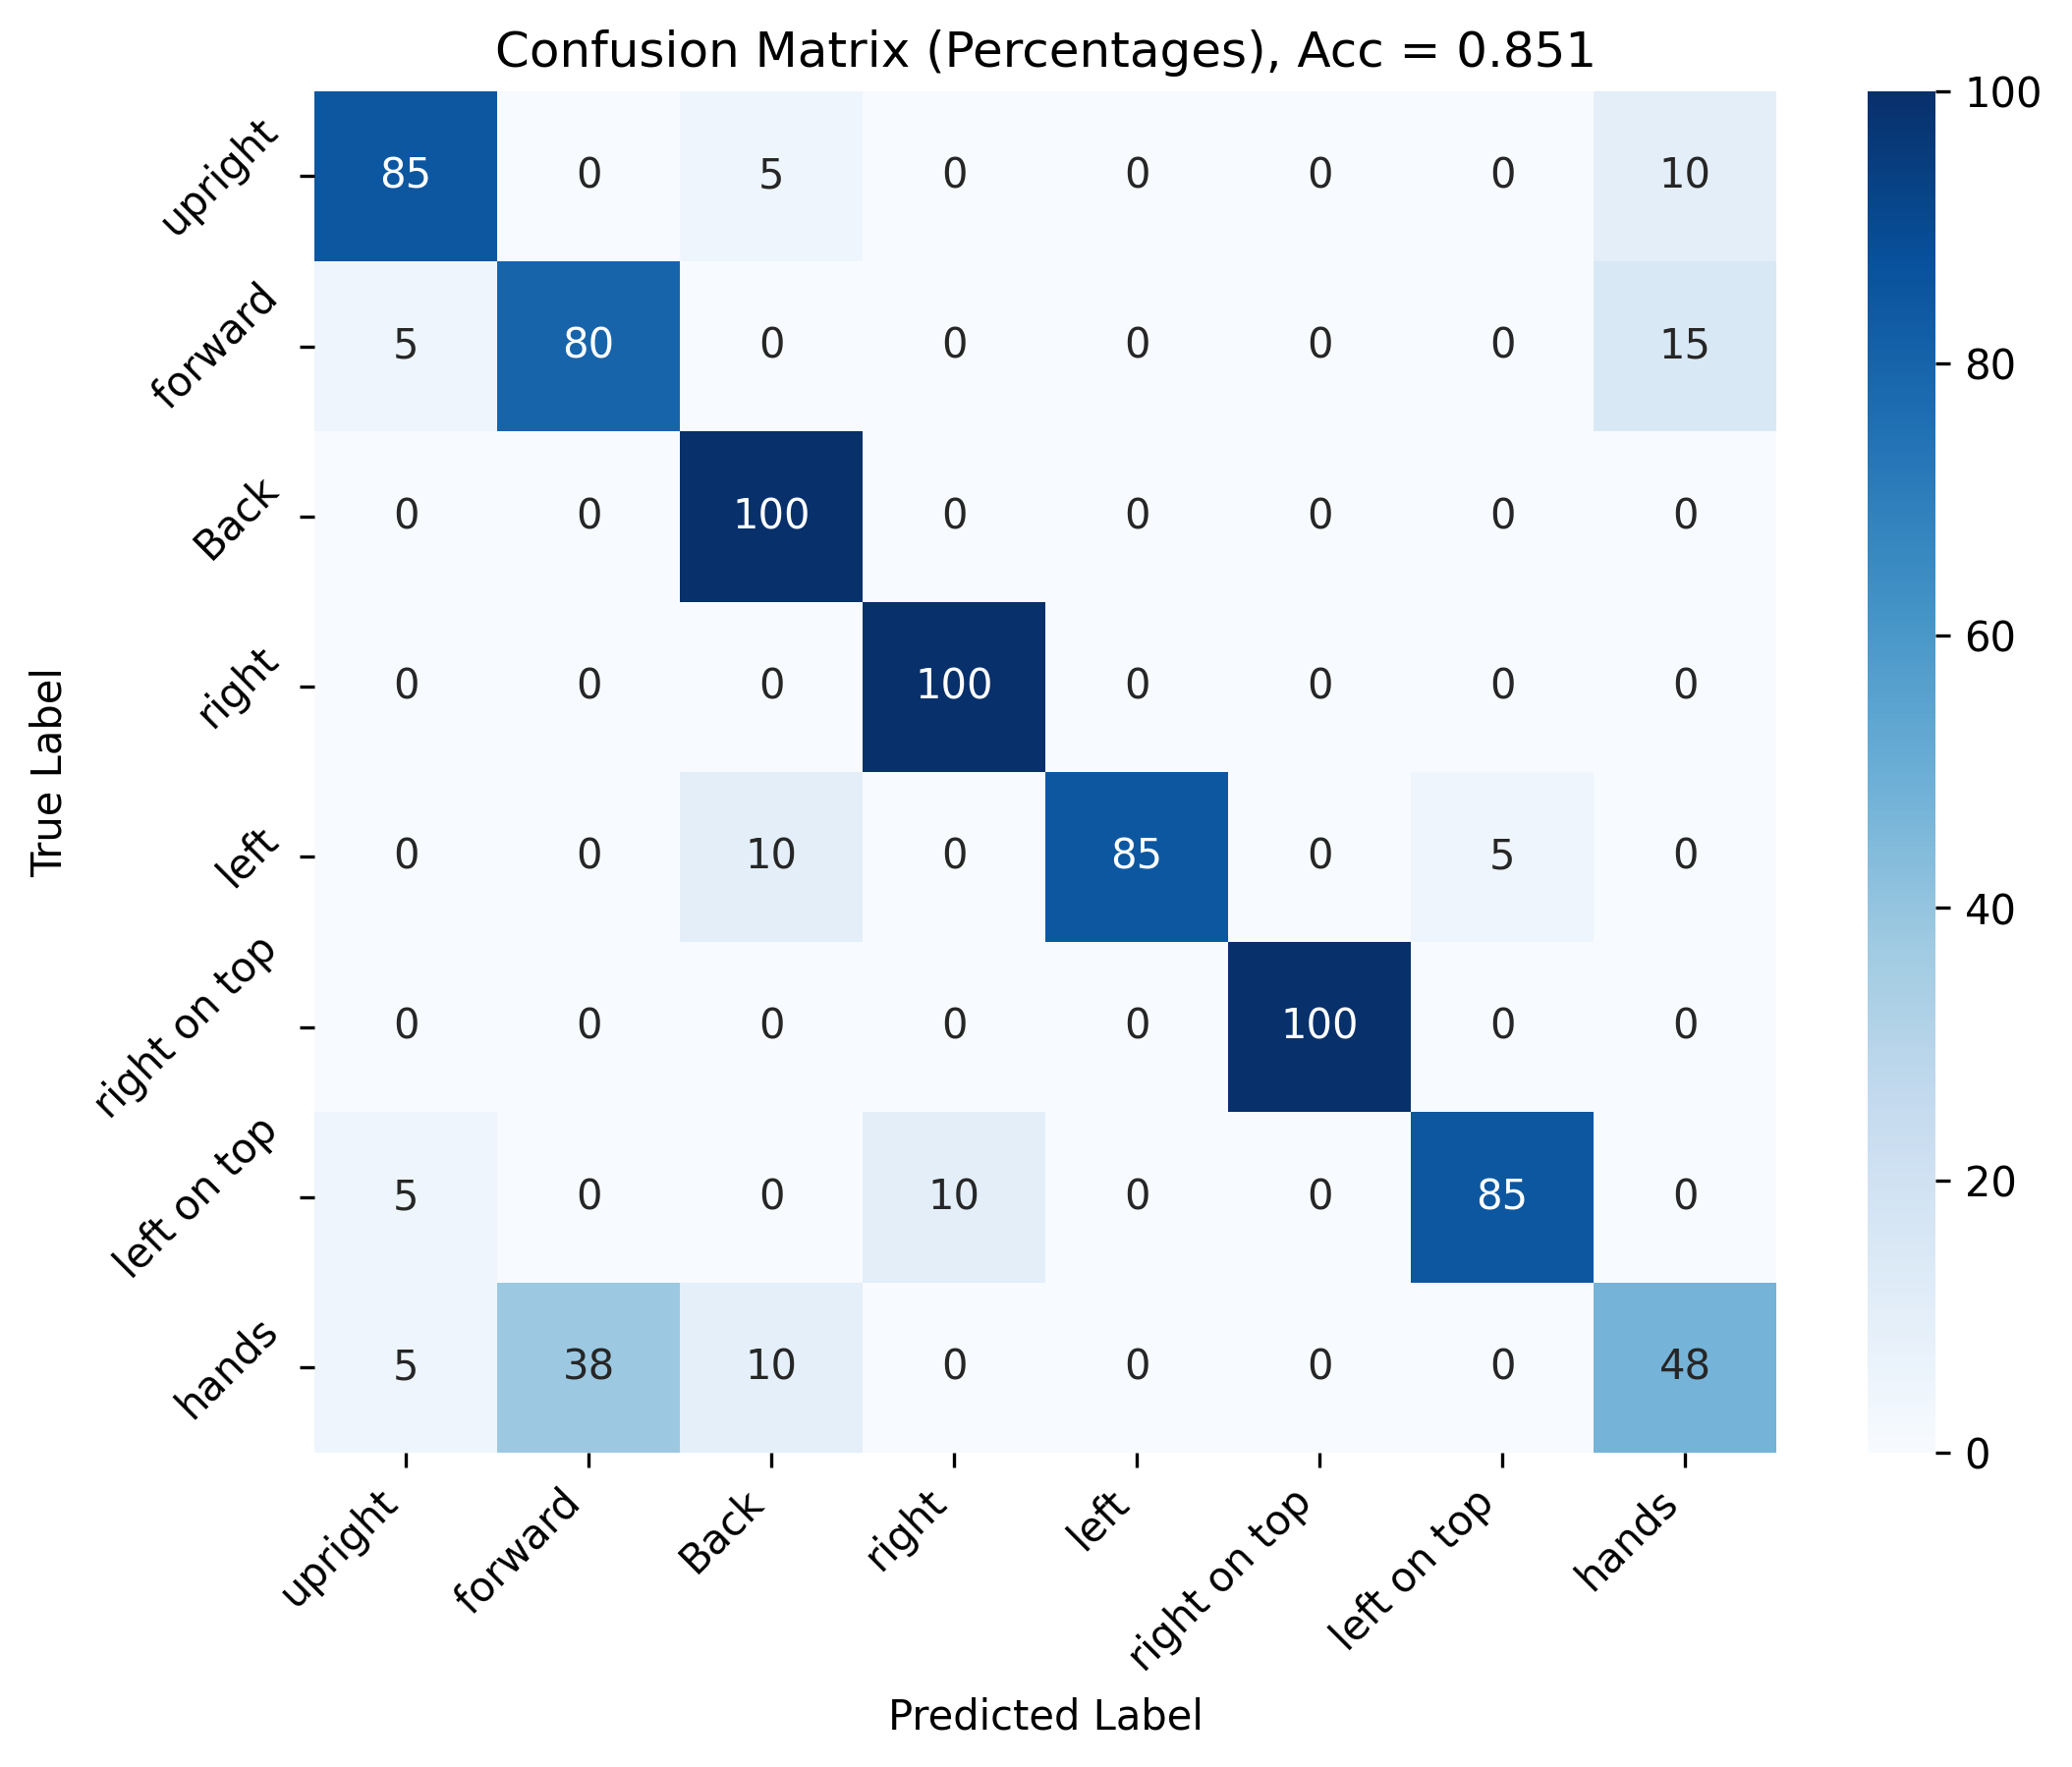 Confusion Matrix (Percentages), Acc = 0.851
upright 85 0 5 0 0 0 0 10
forward 5 80 0 0 0 0 0 15
Back 0 0 100 0 0 0 0 0
right 0 0 0 100 0 0 0 0
left 0 0 10 0 85 0 5 0
right on top 0 0 0 0 0 100 0 0
left on top 5 0 0 10 0 0 85 0
hands 5 38 10 0 0 0 0 48
True Label
upright forward Back right left right on top left on top hands
Predicted Label
100
80
60
40
20
0